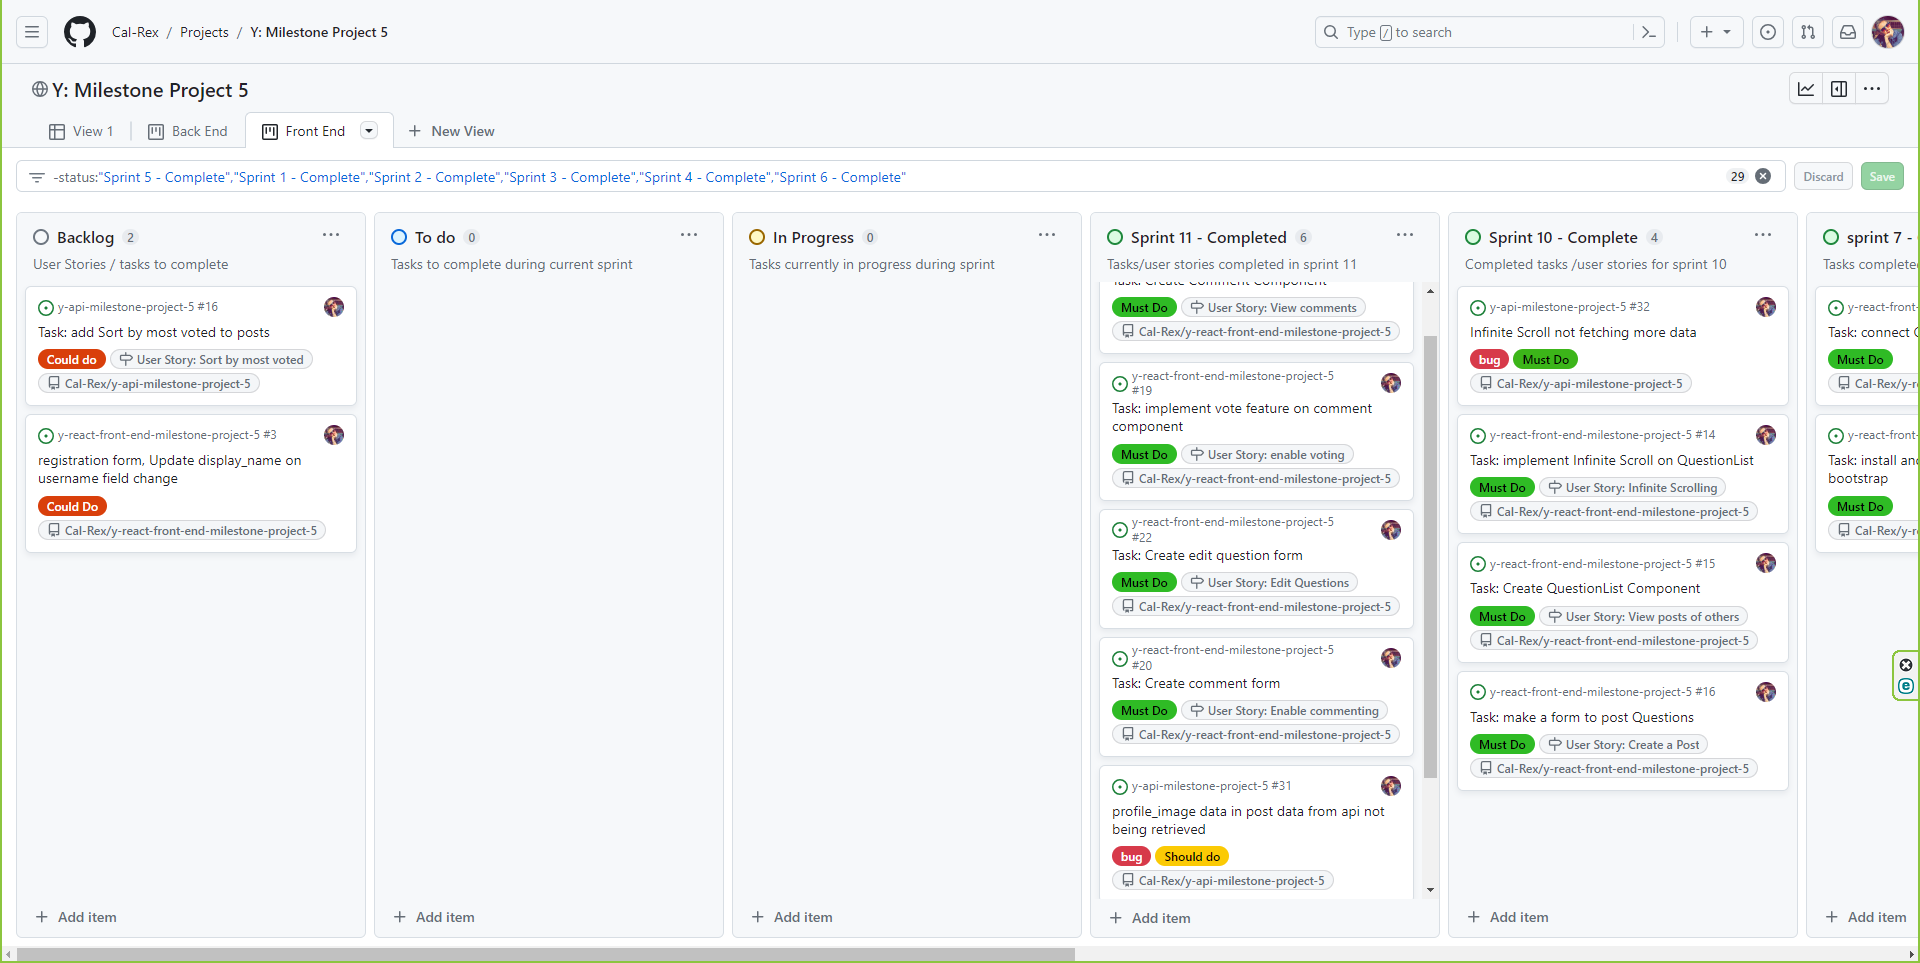 Cal-Rex / Projects / Y: Milestone Project 5
Type / to search
Y: Milestone Project 5
View 1
Back End
Front End
New View
-status:"Sprint 5 - Complete","Sprint 1 - Complete","Sprint 2 - Complete","Sprint 3 - Complete","Sprint 4 - Complete","Sprint 6 - Complete"
29
Discard
Save
Backlog 2
User Stories / tasks to complete
y-api-milestone-project-5 #16
Task: add Sort by most voted to posts
Could do
User Story: Sort by most voted
Cal-Rex/y-api-milestone-project-5
y-react-front-end-milestone-project-5 #3
registration form, Update display_name on
username field change
Could Do
Cal-Rex/y-react-front-end-milestone-project-5
Add item
To do 0
Tasks to complete during current sprint
Add item
In Progress 0
Tasks currently in progress during sprint
Add item
Sprint 11 - Completed 6
Tasks/user stories completed in sprint 11
Task: Create Comment Component
Must Do
User Story: View comments
Cal-Rex/y-react-front-end-milestone-project-5
y-react-front-end-milestone-project-5
#19
Task: implement vote feature on comment
component
Must Do
User Story: enable voting
Cal-Rex/y-react-front-end-milestone-project-5
y-react-front-end-milestone-project-5
#22
Task: Create edit question form
Must Do
User Story: Edit Questions
Cal-Rex/y-react-front-end-milestone-project-5
y-react-front-end-milestone-project-5
#20
Task: Create comment form
Must Do
User Story: Enable commenting
Cal-Rex/y-react-front-end-milestone-project-5
y-api-milestone-project-5 #31
profile_image data in post data from api not
being retrieved
bug
Should do
Cal-Rex/y-api-milestone-project-5
Add item
Sprint 10 - Complete 4
Completed tasks /user stories for sprint 10
y-api-milestone-project-5 #32
Infinite Scroll not fetching more data
bug
Must Do
Cal-Rex/y-api-milestone-project-5
y-react-front-end-milestone-project-5 #14
Task: implement Infinite Scroll on QuestionList
Must Do
User Story: Infinite Scrolling
Cal-Rex/y-react-front-end-milestone-project-5
y-react-front-end-milestone-project-5 #15
Task: Create QuestionList Component
Must Do
User Story: View posts of others
Cal-Rex/y-react-front-end-milestone-project-5
y-react-front-end-milestone-project-5 #16
Task: make a form to post Questions
Must Do
User Story: Create a Post
Cal-Rex/y-react-front-end-milestone-project-5
Add item
sprint 7 -
Tasks complete
y-react-front-
Task: connect
Must Do
Cal-Rex/y-r
y-react-front-
Task: install an
bootstrap
Must Do
Cal-Rex/y-r
Add item